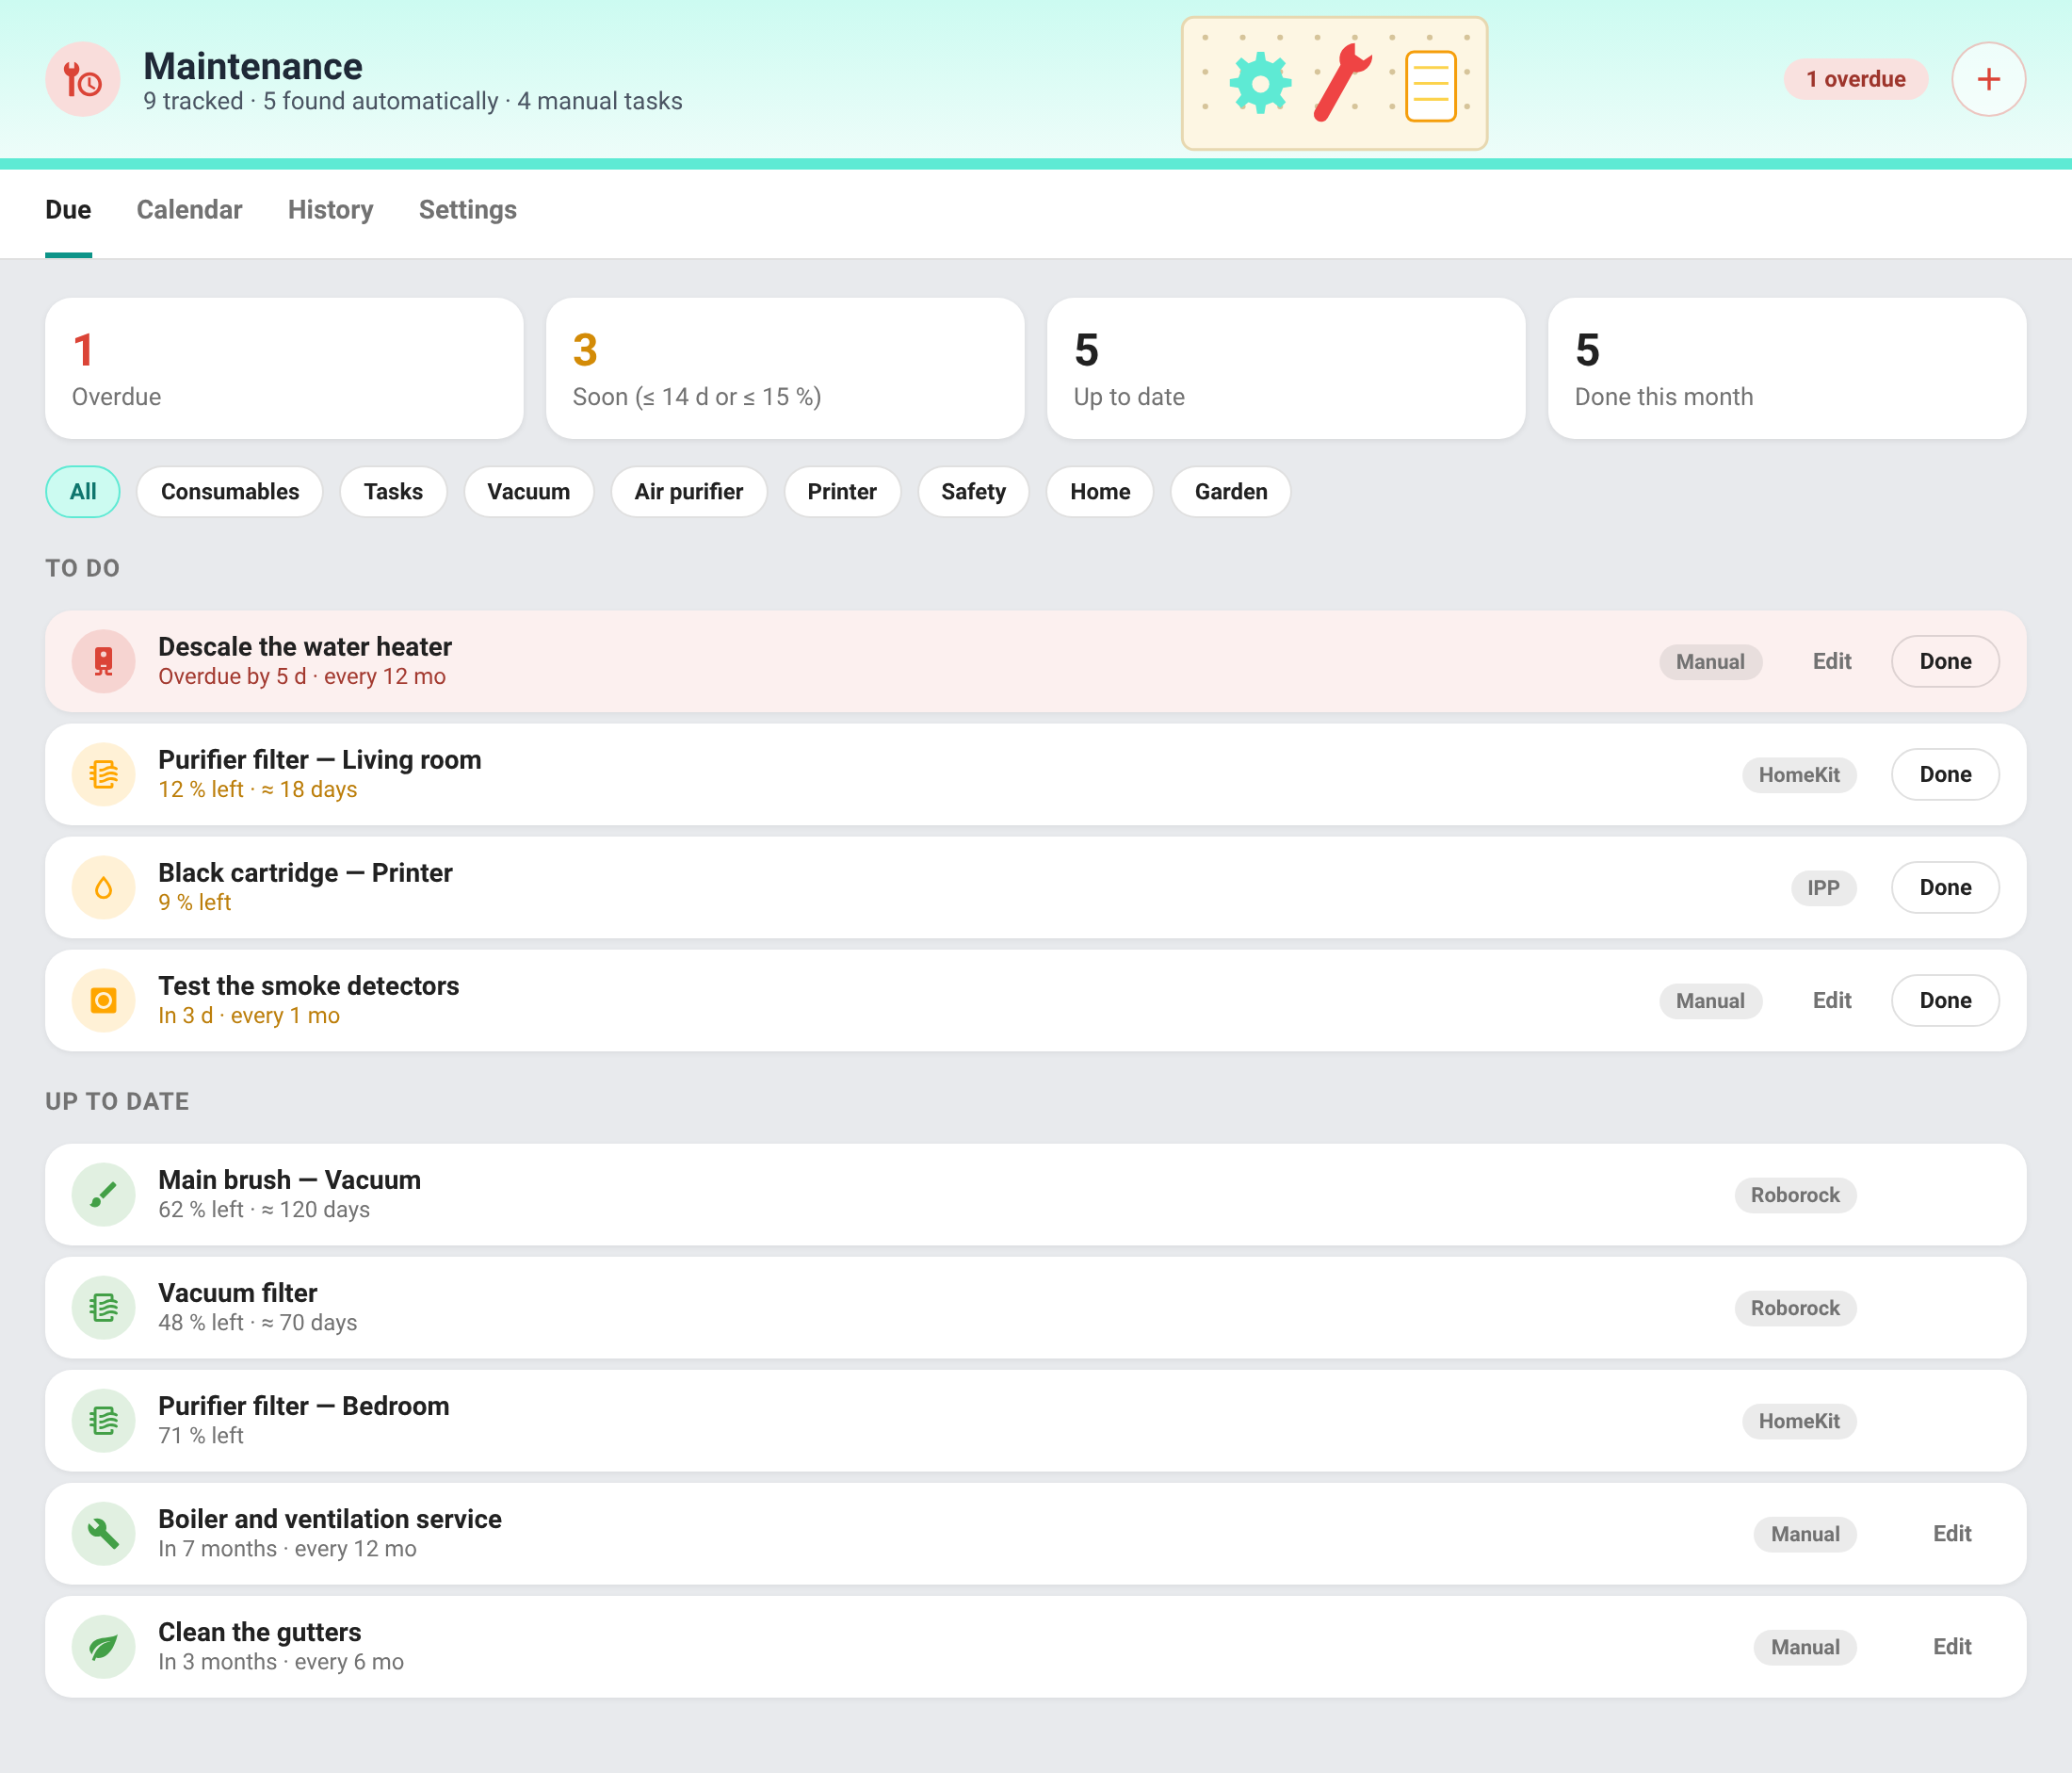 Maintenance
9 tracked · 5 found automatically · 4 manual tasks
1 overdue
+
Due Calendar History Settings
1
Overdue
3
Soon (≤ 14 d or ≤ 15 %)
5
Up to date
5
Done this month
All Consumables Tasks Vacuum Air purifier Printer Safety Home Garden
TO DO
Descale the water heater
Overdue by 5 d · every 12 mo
Manual Edit Done
Purifier filter — Living room
12 % left · ≈ 18 days
HomeKit Done
Black cartridge — Printer
9 % left
IPP Done
Test the smoke detectors
In 3 d · every 1 mo
Manual Edit Done
UP TO DATE
Main brush — Vacuum
62 % left · ≈ 120 days
Roborock
Vacuum filter
48 % left · ≈ 70 days
Roborock
Purifier filter — Bedroom
71 % left
HomeKit
Boiler and ventilation service
In 7 months · every 12 mo
Manual Edit
Clean the gutters
In 3 months · every 6 mo
Manual Edit